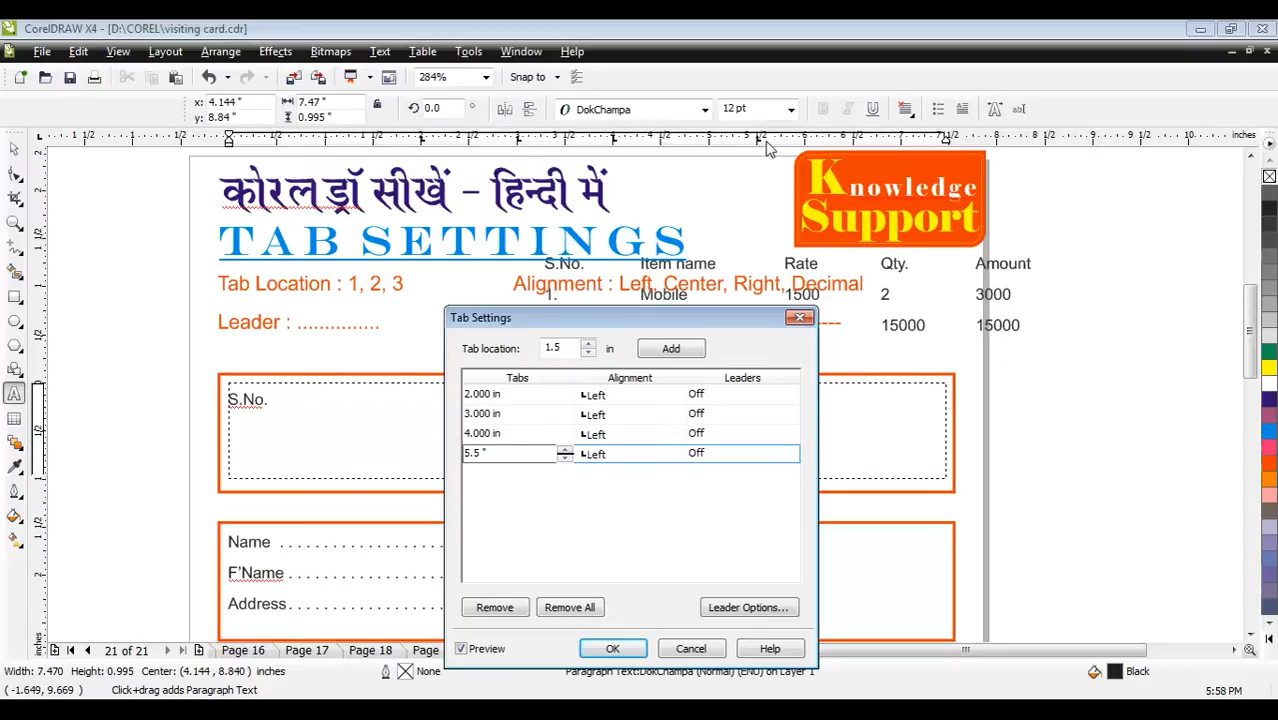 CorelDRAW X4 - [D:\COREL\visiting card.cdr]
File Edit View Layout Arrange Effects Bitmaps Text Table Tools Window Help
284% Snap to
x: 4.144 " 7.47 " 0.0 ° DokChampa 12 pt
y: 8.84 " 0.995 "
inches
कोरल ड्रॉ सीखें - हिन्दी में
TAB SETTINGS
Knowledge
Support
S.No. Item name Rate Qty. Amount
Tab Location : 1, 2, 3 Alignment : Left, Center, Right, Decimal
1. Mobile 1500 2 3000
Leader : ............... 15000 15000
Tab Settings
Tab location: 1.5 in Add
Tabs Alignment Leaders
2.000 in Left Off
3.000 in Left Off
4.000 in Left Off
5.5 " Left Off
Remove Remove All Leader Options...
Preview OK Cancel Help
S.No.
Name . . . . . . . . . . . . . . . . .
F'Name . . . . . . . . . . . . . . . .
Address . . . . . . . . . . . . . . . .
21 of 21 Page 16 Page 17 Page 18 Page
Width: 7.470 Height: 0.995 Center: (4.144, 8.840) inches None Paragraph Text:DokChampa (Normal) (ENU) on Layer 1 Black
(-1.649, 9.669) Click+drag adds Paragraph Text 5:58 PM